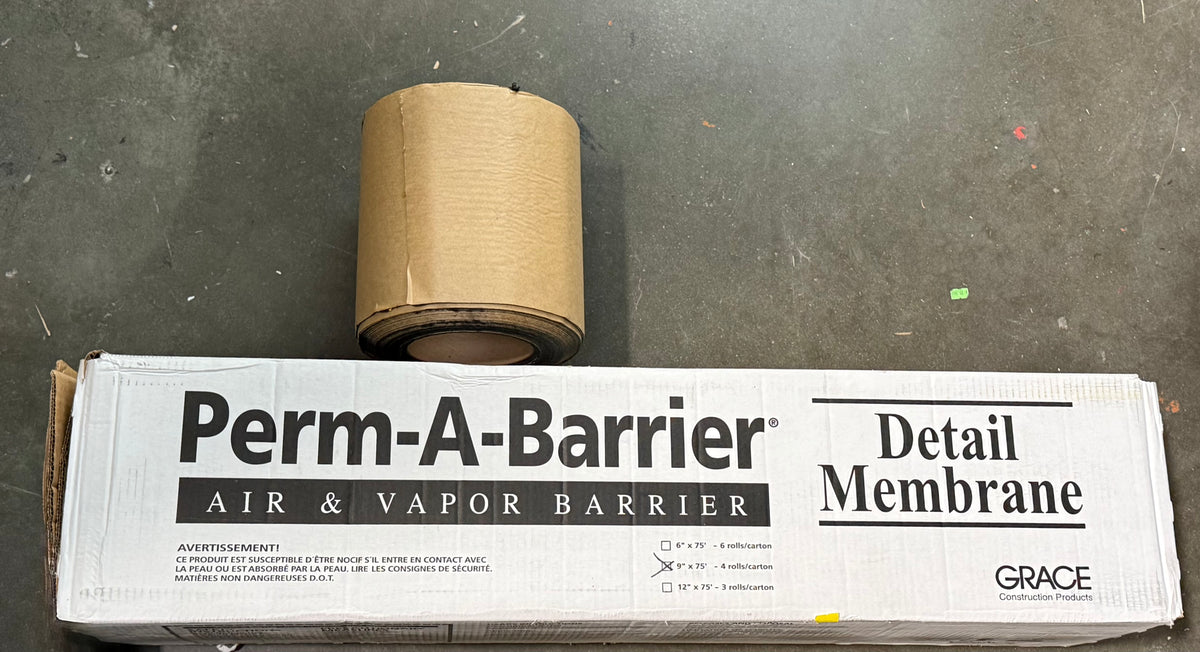 Perm-A-Barrier®
AIR & VAPOR BARRIER
Detail
Membrane
AVERTISSEMENT!
CE PRODUIT EST SUSCEPTIBLE D'ÊTRE NOCIF S'IL ENTRE EN CONTACT AVEC
LA PEAU OU EST ABSORBÉ PAR LA PEAU. LIRE LES CONSIGNES DE SÉCURITÉ.
MATIÈRES NON DANGEREUSES D.O.T.
6" x 75' - 6 rolls/carton
9" x 75' - 4 rolls/carton
12" x 75' - 3 rolls/carton
GRACE
Construction Products